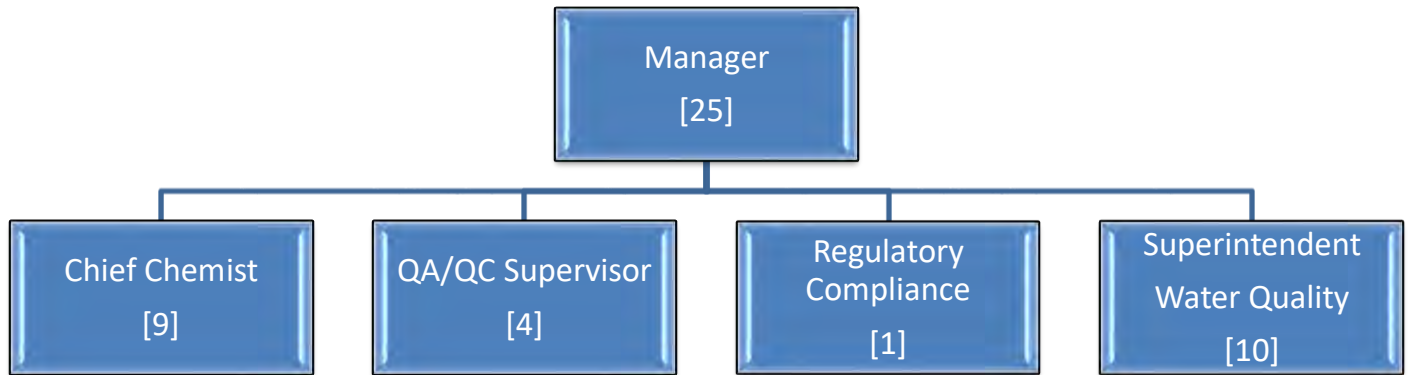 Manager
[25]
Chief Chemist
[9]
QA/QC Supervisor
[4]
Regulatory
Compliance
[1]
Superintendent
Water Quality
[10]